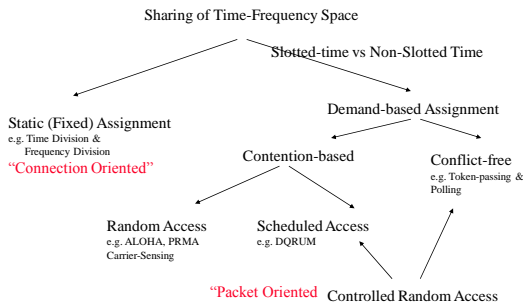 Sharing of Time-Frequency Space
Slotted-time vs Non-Slotted Time
Static (Fixed) Assignment
e.g. Time Division &
Frequency Division
“Connection Oriented”
Demand-based Assignment
Contention-based
Conflict-free
e.g. Token-passing &
Polling
Random Access
e.g. ALOHA, PRMA
Carrier-Sensing
Scheduled Access
e.g. DQRUM
“Packet Oriented
Controlled Random Access